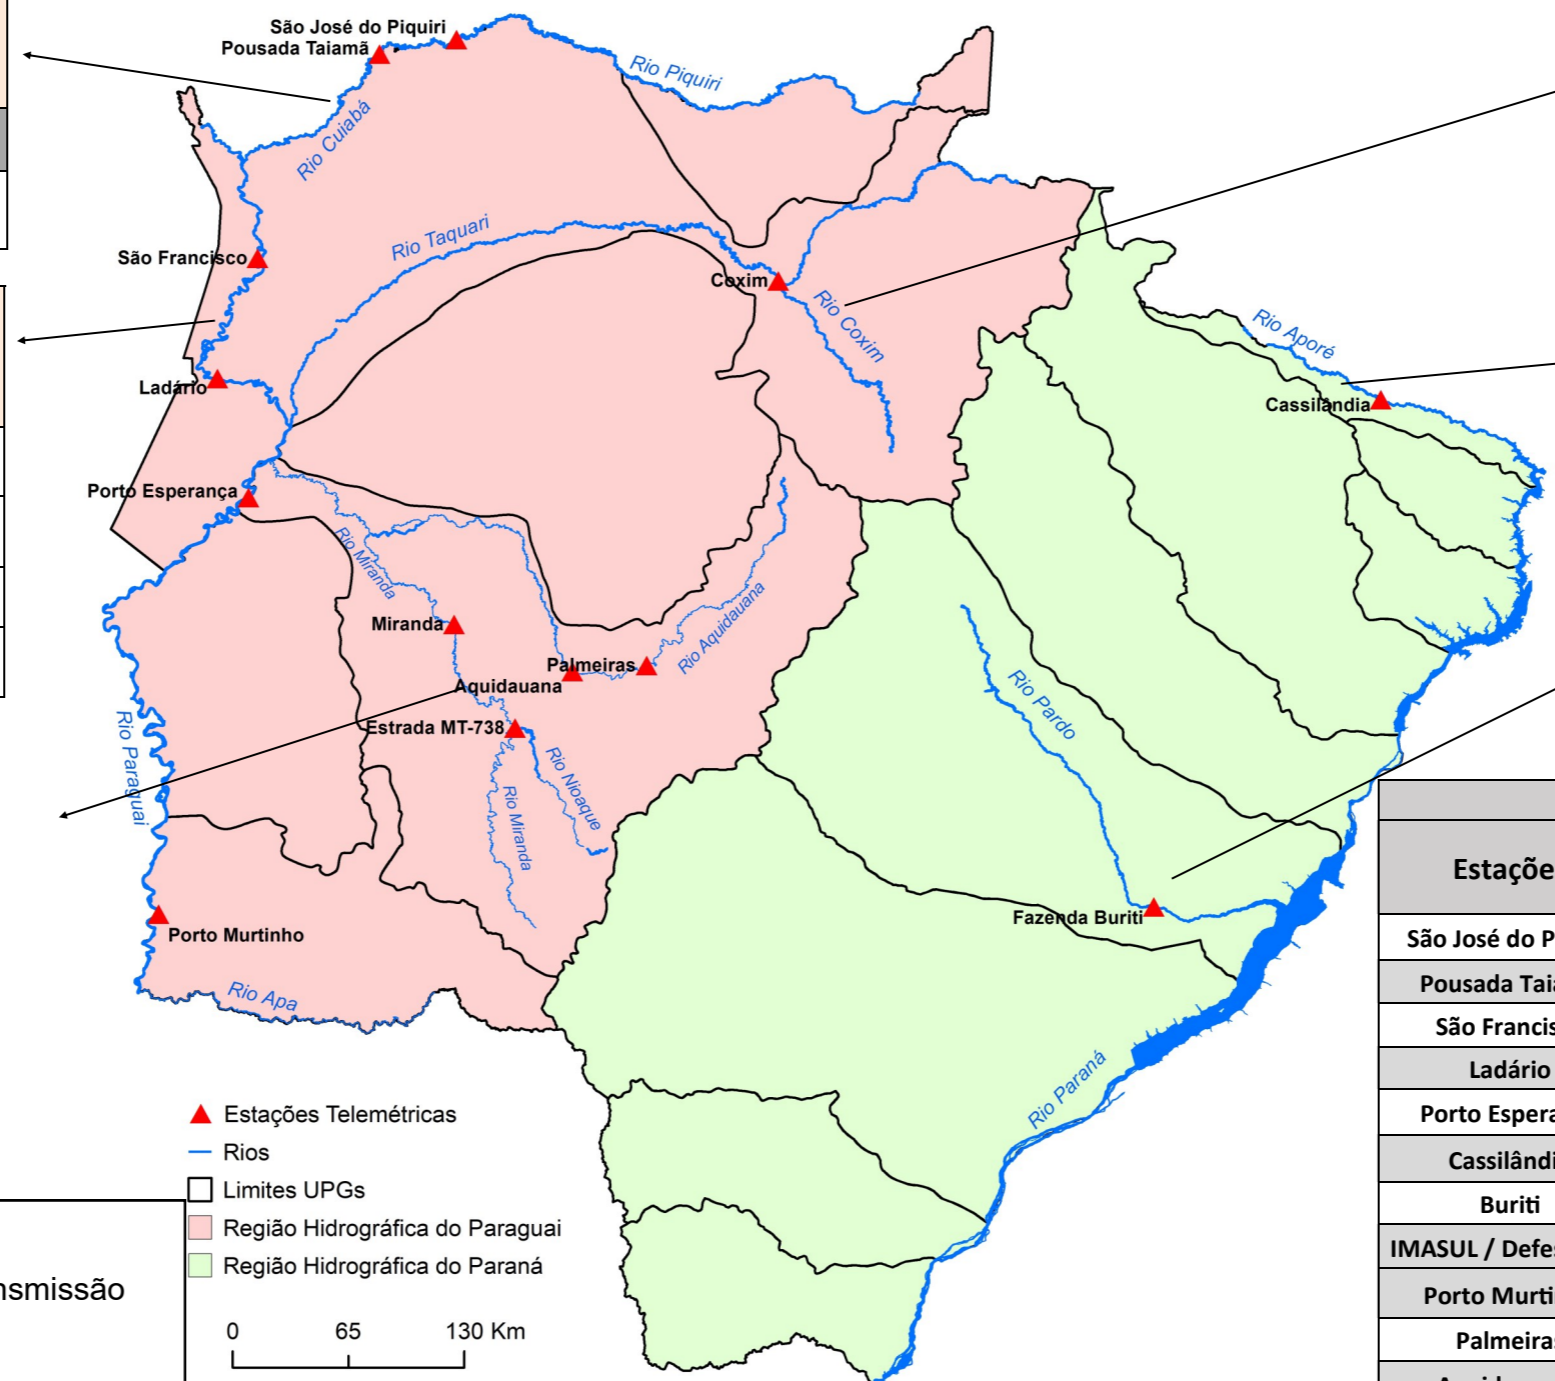 São José do Piquiri
Pousada Taiamã
Rio Piquiri
Rio Cuiabá
São Francisco
Rio Taquari
Coxim
Rio Coxim
Rio Aporé
Ladário
Cassilândia
Porto Esperança
Rio Miranda
Miranda
Rio Aquidauana
Palmeiras
Aquidauana
Estrada MT-738
Rio Nioaque
Rio Miranda
Rio Pardo
Rio Paraguai
Fazenda Buriti
Porto Murtinho
Rio Apa
Rio Paraná
Estações Telemétricas
Rios
Limites UPGs
Região Hidrográfica do Paraguai
Região Hidrográfica do Paraná
0 65 130 Km
nsmissão
Estaçõe
São José do P
Pousada Tai
São Francis
Ladário
Porto Espera
Cassilândi
Buriti
IMASUL / Defe
Porto Murti
Palmeira